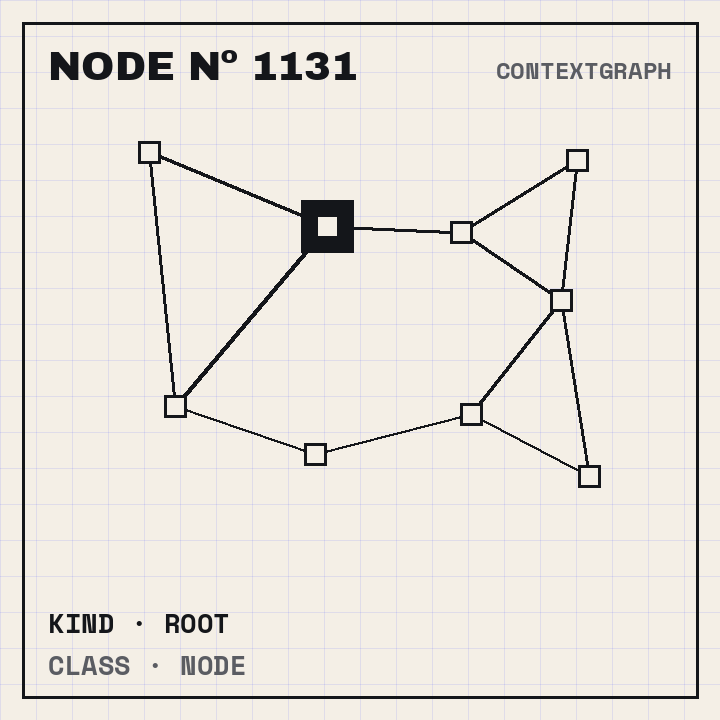 NODE Nº 1131
CONTEXTGRAPH
KIND · ROOT
CLASS · NODE